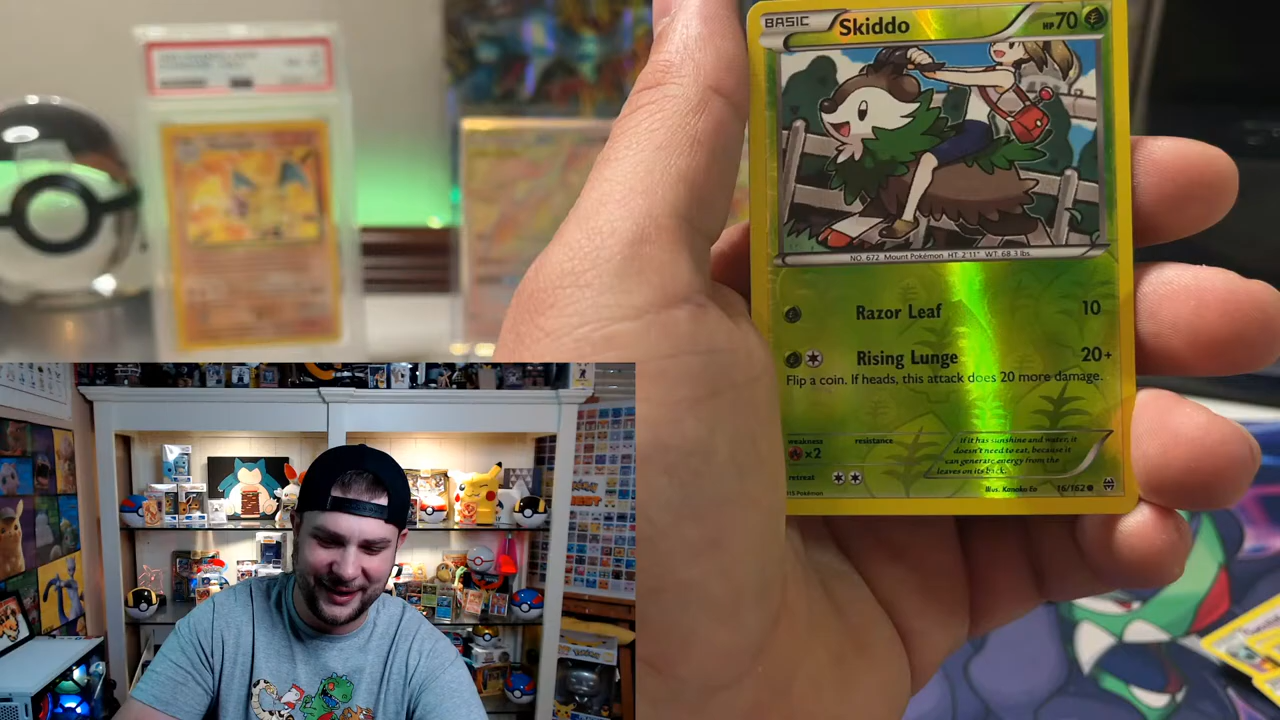 BASIC Skiddo HP70
NO. 672 Mount Pokémon HT: 2'11" WT: 68.3 lbs.
Razor Leaf 10
Rising Lunge 20+
Flip a coin. If heads, this attack does 20 more damage.
weakness resistance
×2
If it has sunshine and water, it
doesn't need to eat, because it
can generate energy from the
leaves on its back.
retreat
Illus. Kanako Eo 16/162